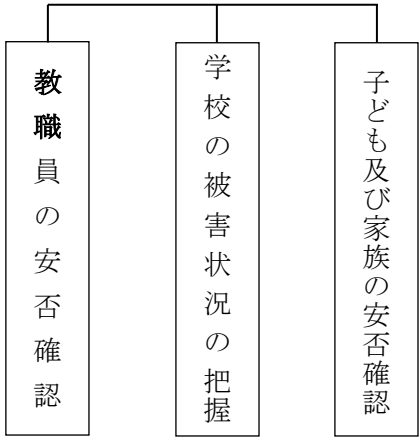 子ども及び家族の安否確認
学校の被害状況の把握
教職員の安否確認